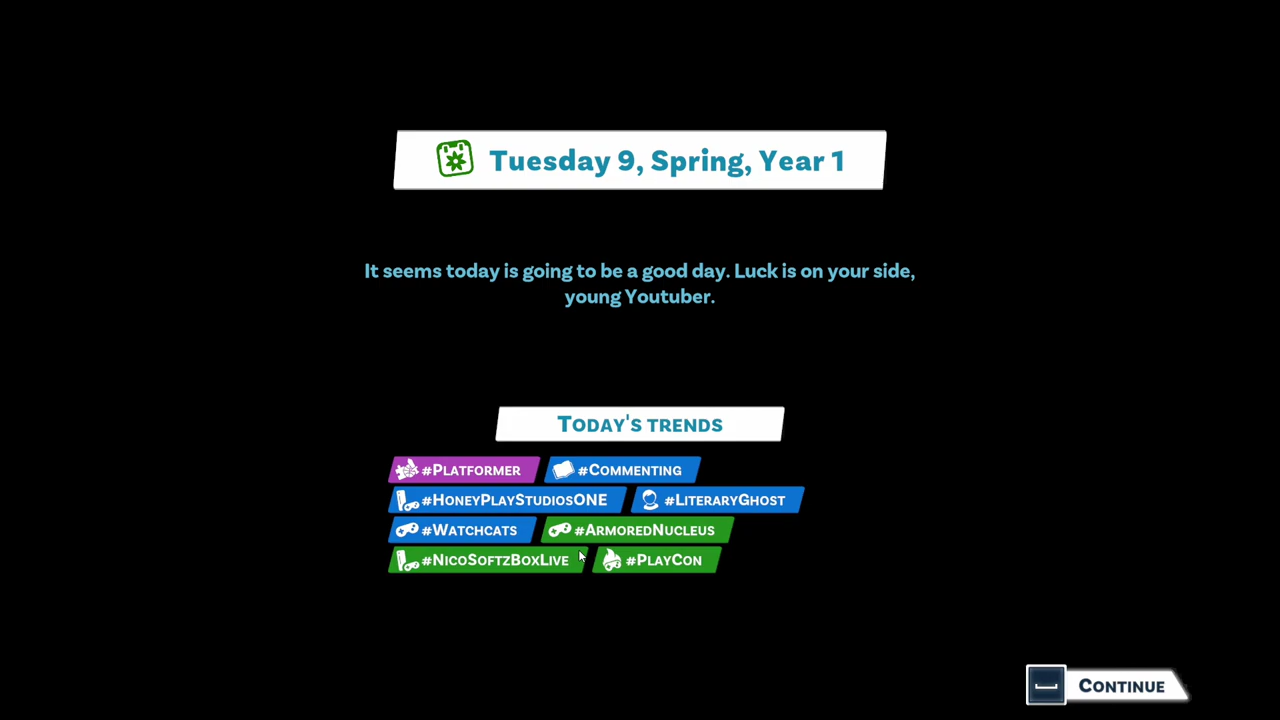 Tuesday 9, Spring, Year 1
It seems today is going to be a good day. Luck is on your side,
young Youtuber.
Today's trends
#Platformer #Commenting
#HoneyPlayStudiosONE #LiteraryGhost
#Watchcats #ArmoredNucleus
#NicoSoftzBoxLive #PlayCon
Continue